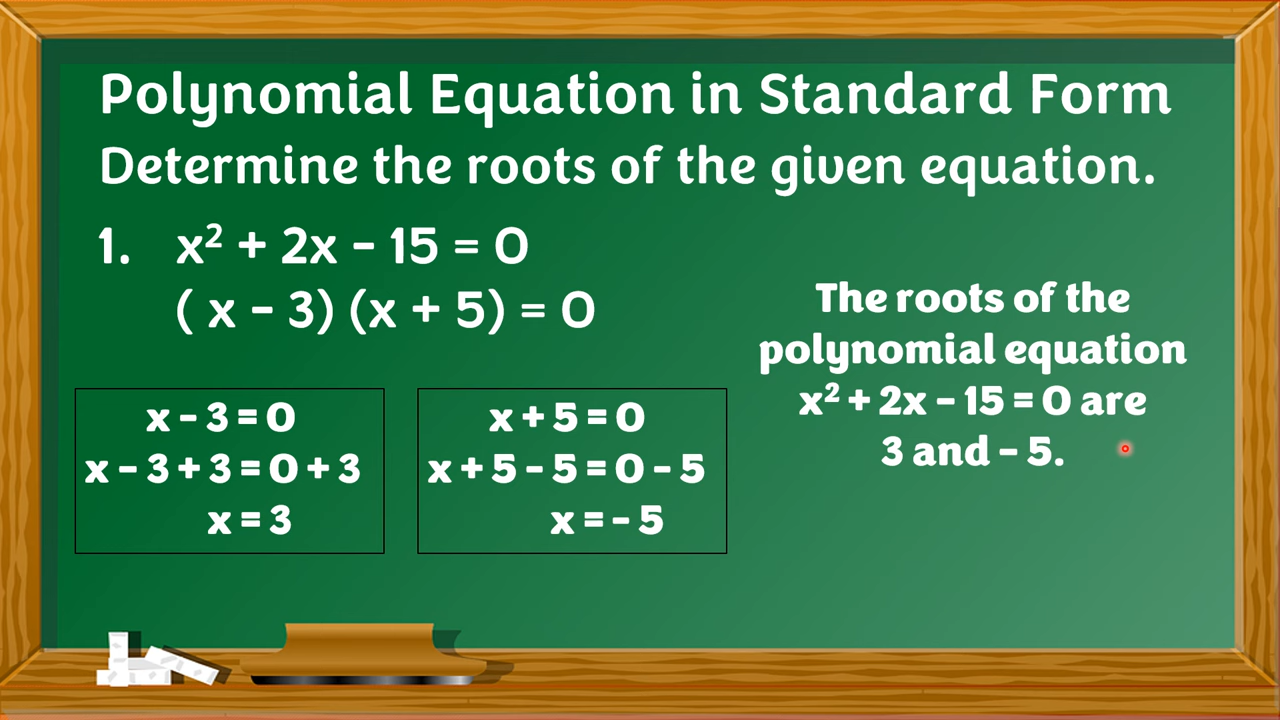 Polynomial Equation in Standard Form
Determine the roots of the given equation.
1. x² + 2x – 15 = 0
( x – 3) (x + 5) = 0
x – 3 = 0
x – 3 + 3 = 0 + 3
x = 3
x + 5 = 0
x + 5 – 5 = 0 – 5
x = – 5
The roots of the
polynomial equation
x² + 2x – 15 = 0 are
3 and – 5.